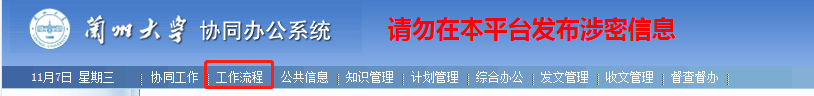 兰州大学 协同办公系统 请勿在本平台发布涉密信息
11月7日 星期三 协同工作 工作流程 公共信息 知识管理 计划管理 综合办公 发文管理 收文管理 督查督办